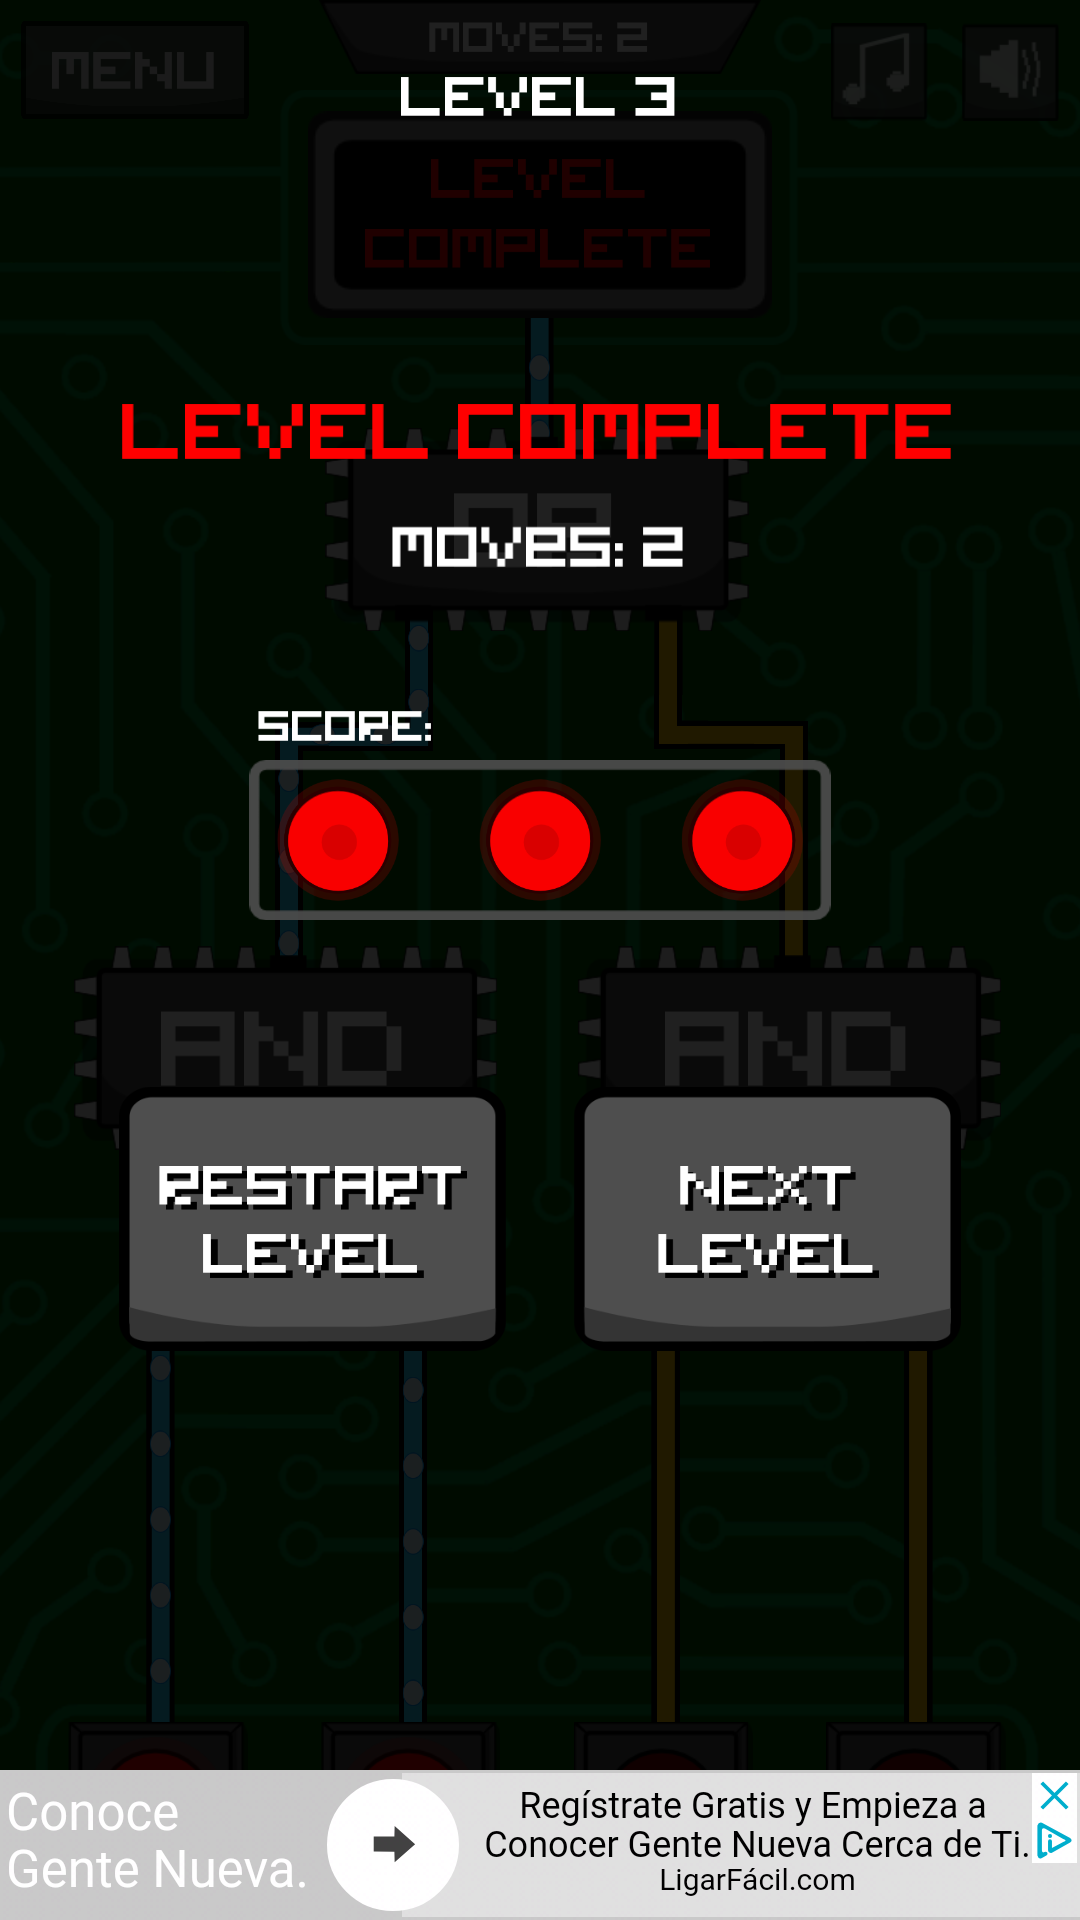 MOVES: 2
MENU
LEVEL 3
LEVEL
COMPLETE
LEVEL COMPLETE
OR
MOVES: 2
SCORE:
AND
AND
RESTART
LEVEL
NEXT
LEVEL
Conoce
Gente Nueva.
Regístrate Gratis y Empieza a
Conocer Gente Nueva Cerca de Ti.
LigarFácil.com